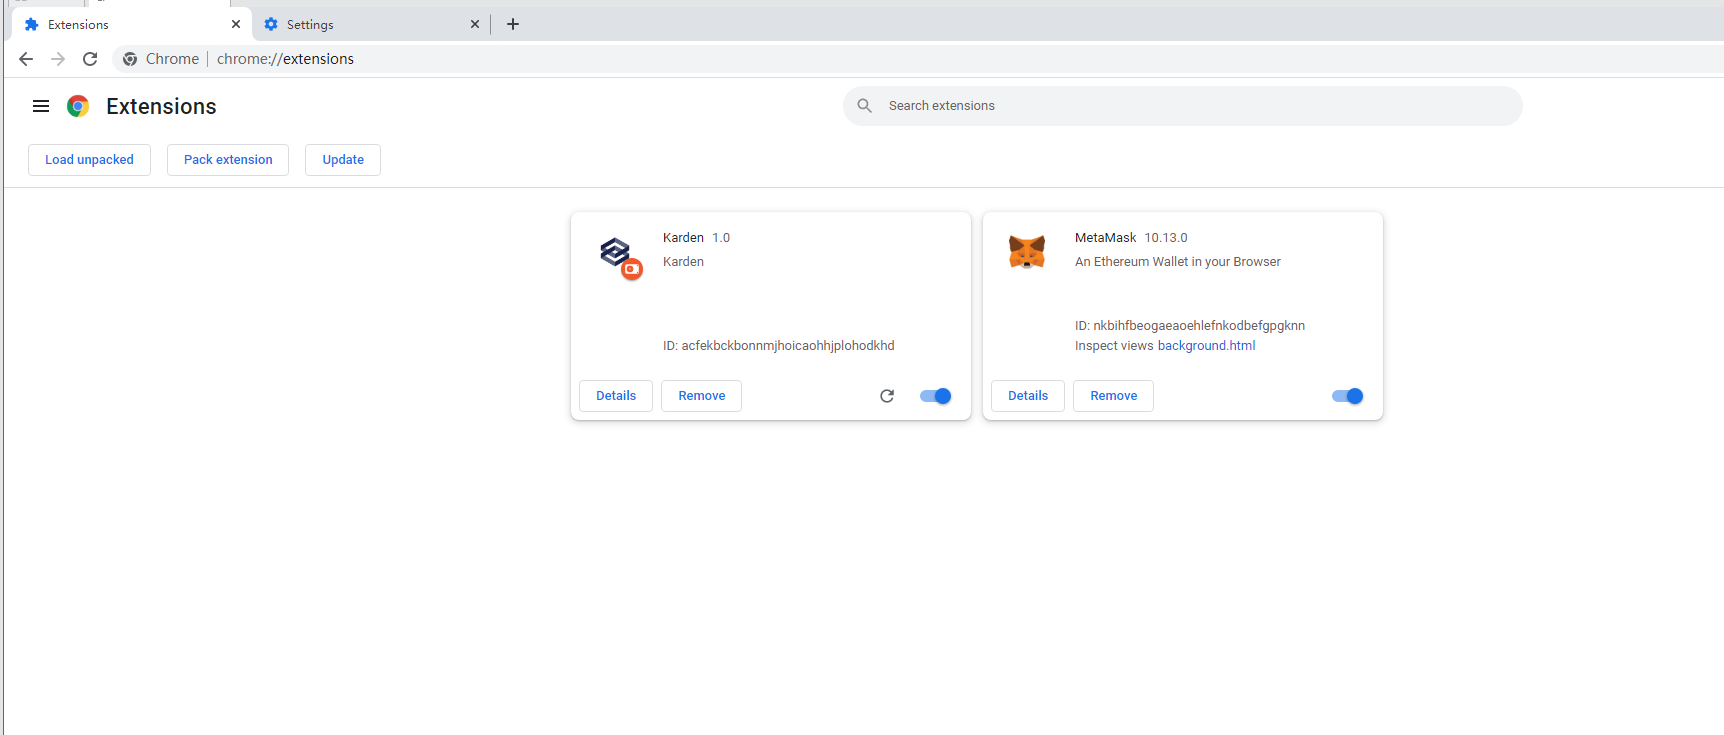 Extensions
Settings
Chrome
chrome://extensions
Extensions
Search extensions
Load unpacked
Pack extension
Update
Karden 1.0
Karden
ID: acfekbckbonnmjhoicaohhjplohodkhd
Details
Remove
MetaMask 10.13.0
An Ethereum Wallet in your Browser
ID: nkbihfbeogaeaoehlefnkodbefgpgknn
Inspect views background.html
Details
Remove